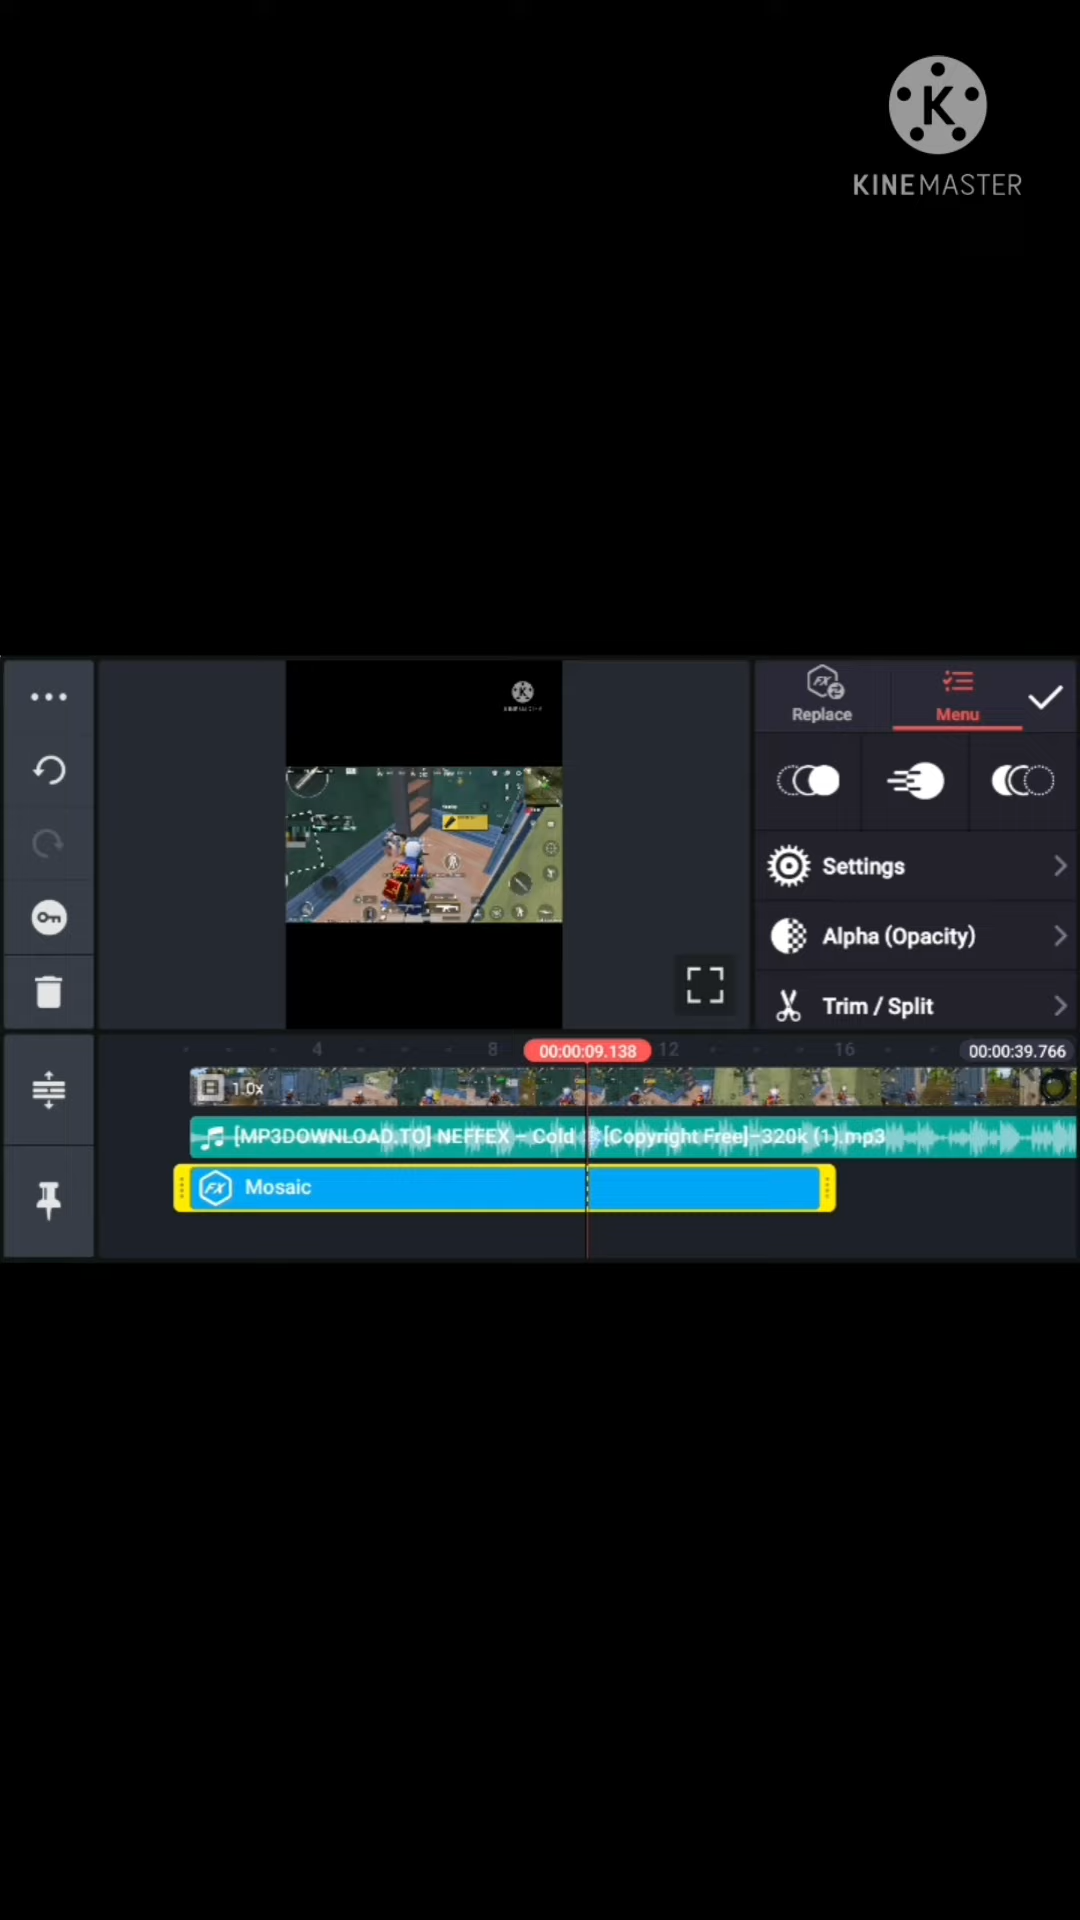 K
KINEMASTER
Replace
Menu
Settings
Alpha (Opacity)
Trim / Split
4
8
00:00:09.138
12
16
00:00:39.766
1.0x
[MP3DOWNLOAD.TO] NEFFEX – Cold
[Copyright Free]–320k (1).mp3
FX
Mosaic